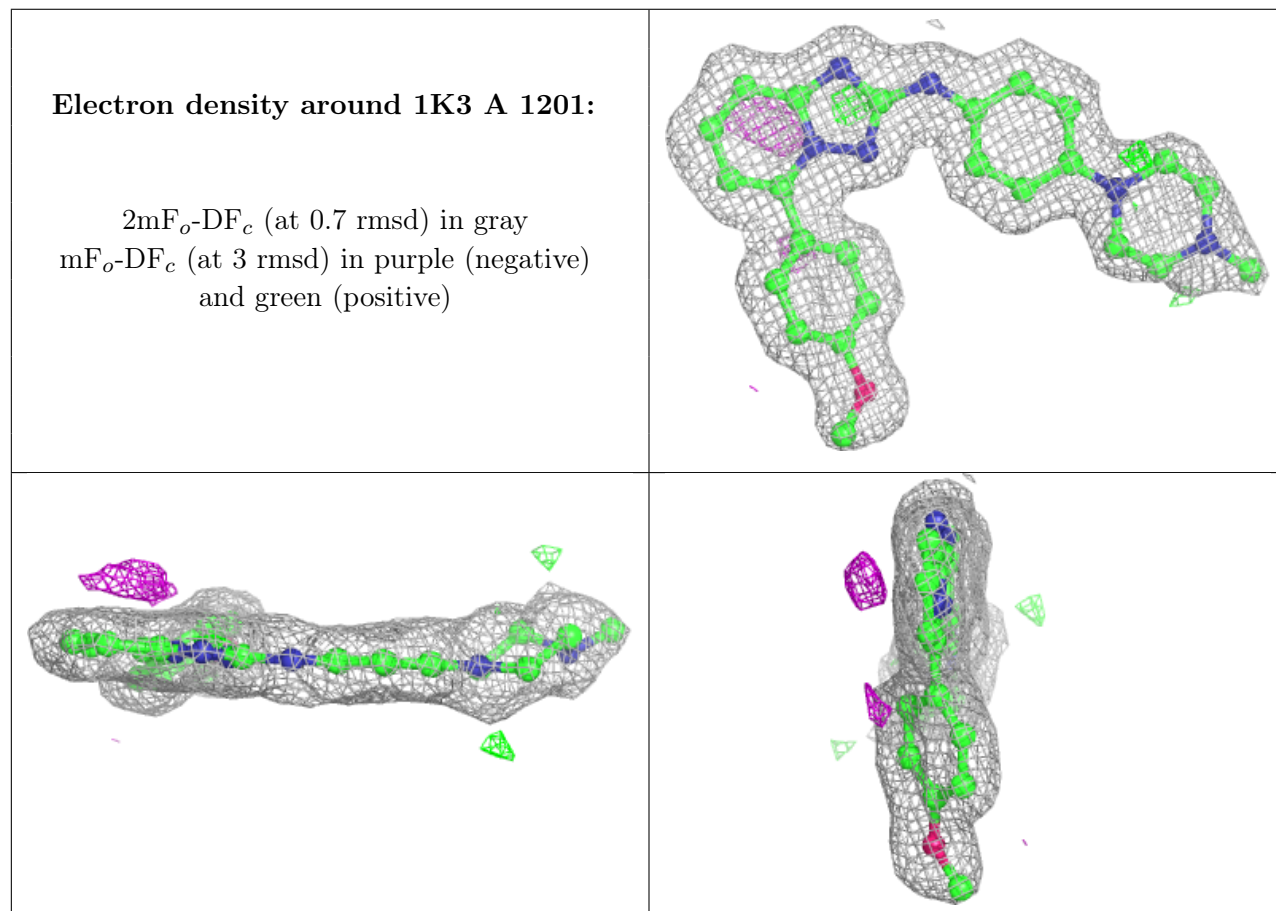 Electron density around 1K3 A 1201:
2mFo-DFc (at 0.7 rmsd) in gray
mFo-DFc (at 3 rmsd) in purple (negative)
and green (positive)